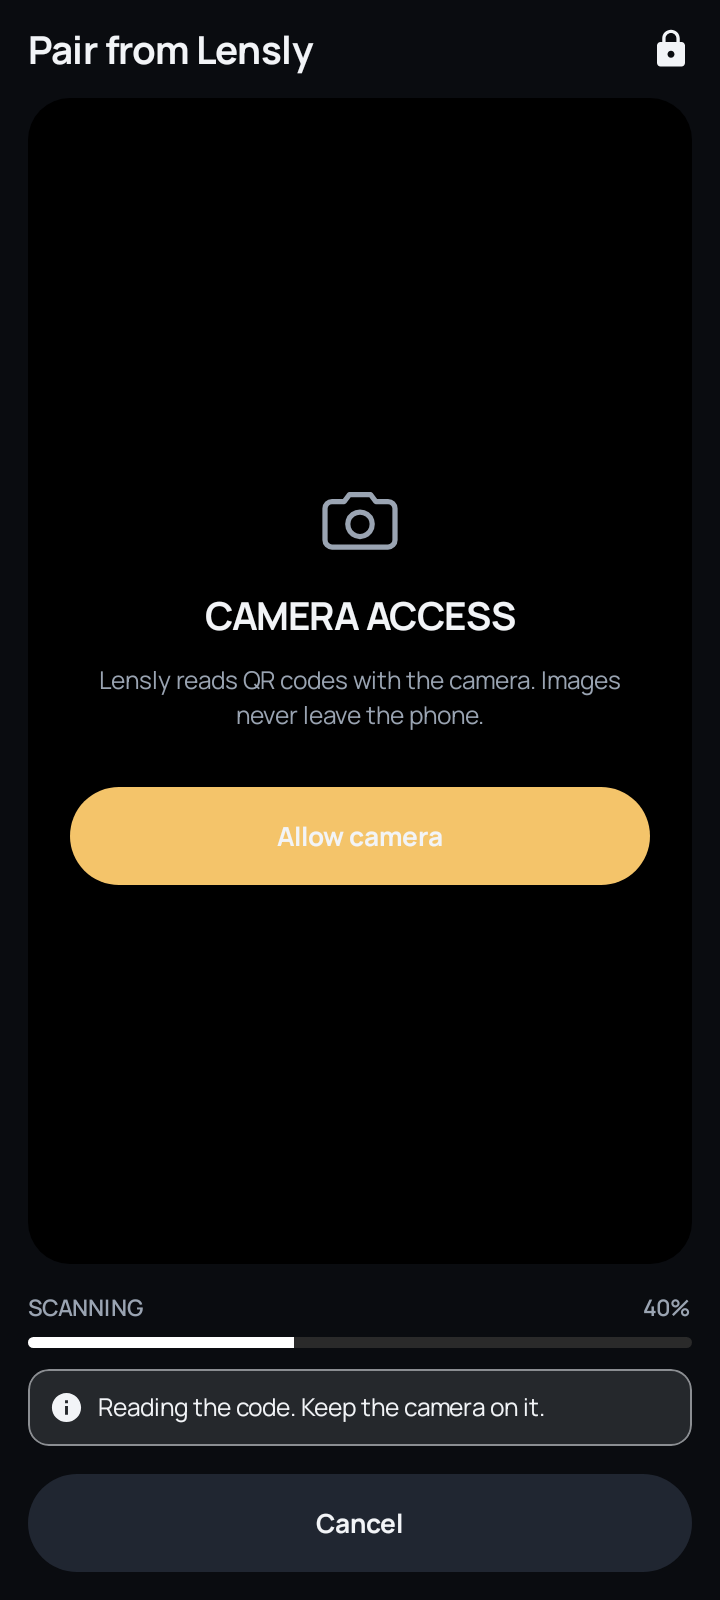 Pair from Lensly
CAMERA ACCESS
Lensly reads QR codes with the camera. Images
never leave the phone.
Allow camera
SCANNING 40%
Reading the code. Keep the camera on it.
Cancel